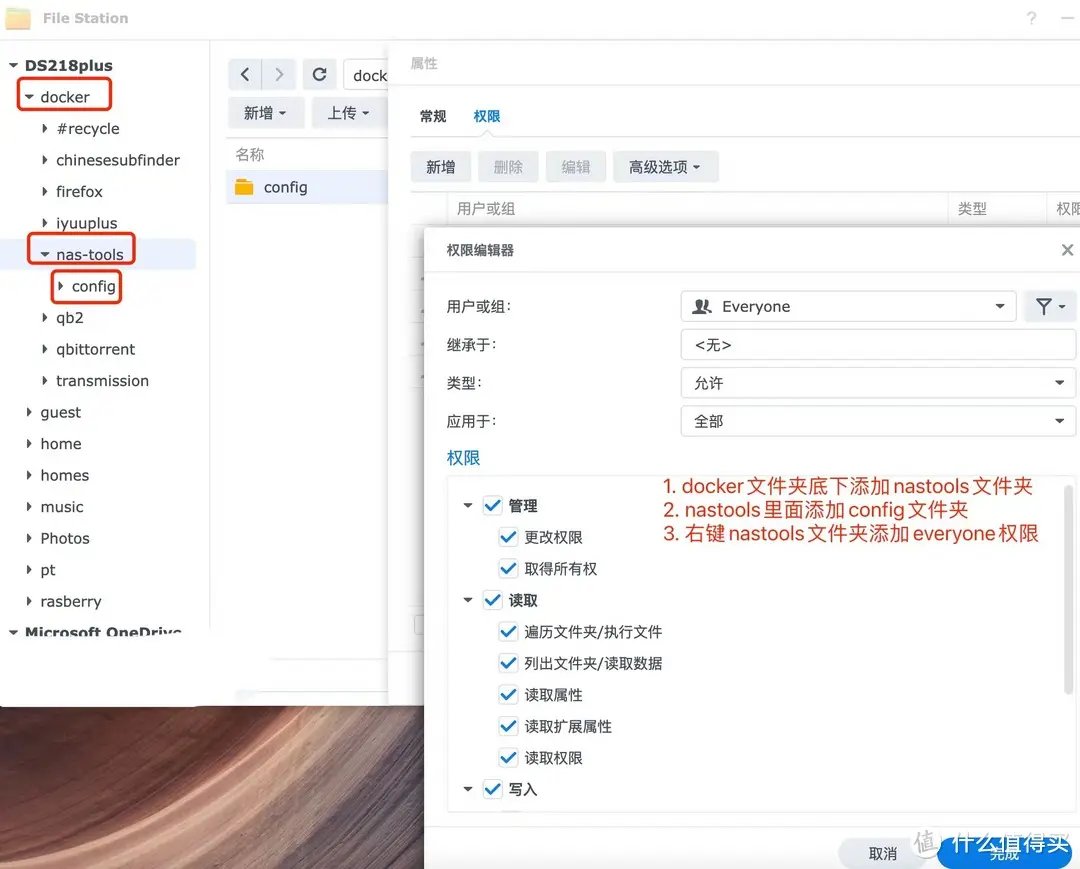 File Station
DS218plus
docker
#recycle
chinesesubfinder
firefox
iyuuplus
nas-tools
config
qb2
qbittorrent
transmission
guest
home
homes
music
Photos
pt
rasberry
Microsoft OneDrive
dock
新增
上传
名称
config
属性
常规 权限
新增 删除 编辑 高级选项
用户或组 类型 权限
权限编辑器
用户或组: Everyone
继承于: <无>
类型: 允许
应用于: 全部
权限
1. docker文件夹底下添加nastools文件夹
2. nastools里面添加config文件夹
3. 右键nastools文件夹添加everyone权限
管理
更改权限
取得所有权
读取
遍历文件夹/执行文件
列出文件夹/读取数据
读取属性
读取扩展属性
读取权限
写入
取消 完成
值 什么值得买